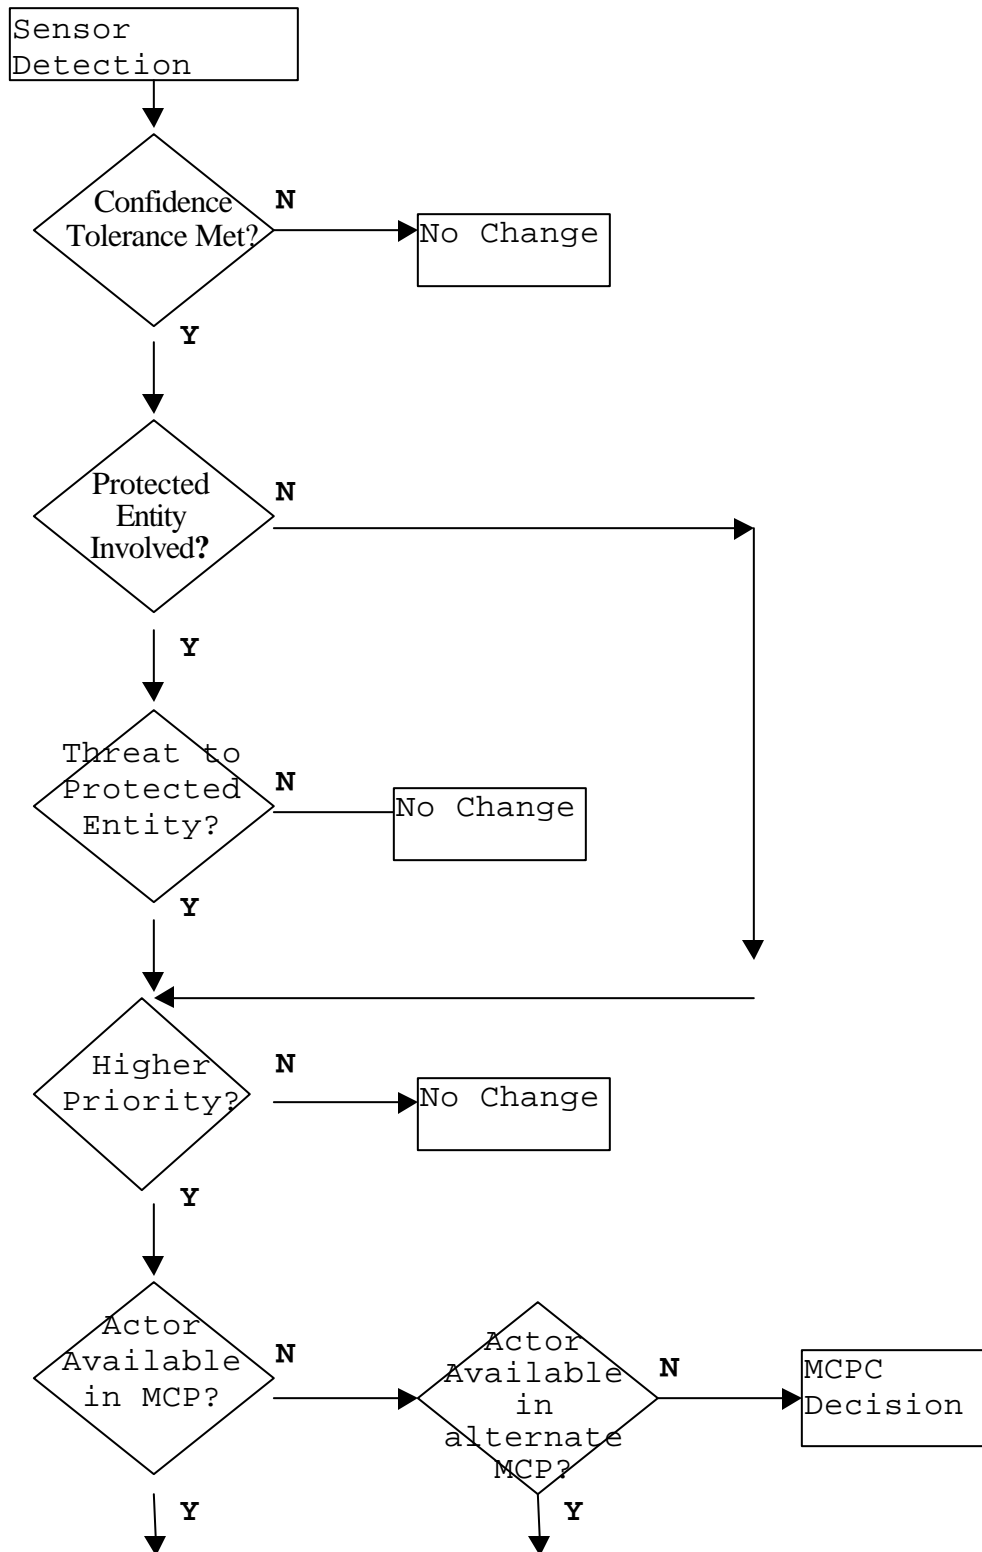 Sensor
Detection
Confidence
Tolerance Met?
N
No Change
Y
Protected
Entity
Involved?
N
Y
Threat to
Protected
Entity?
N
No Change
Y
Higher
Priority?
N
No Change
Y
Actor
Available
in MCP?
N
Actor
Available
in
alternate
MCP?
N
MCPC
Decision
Y
Y